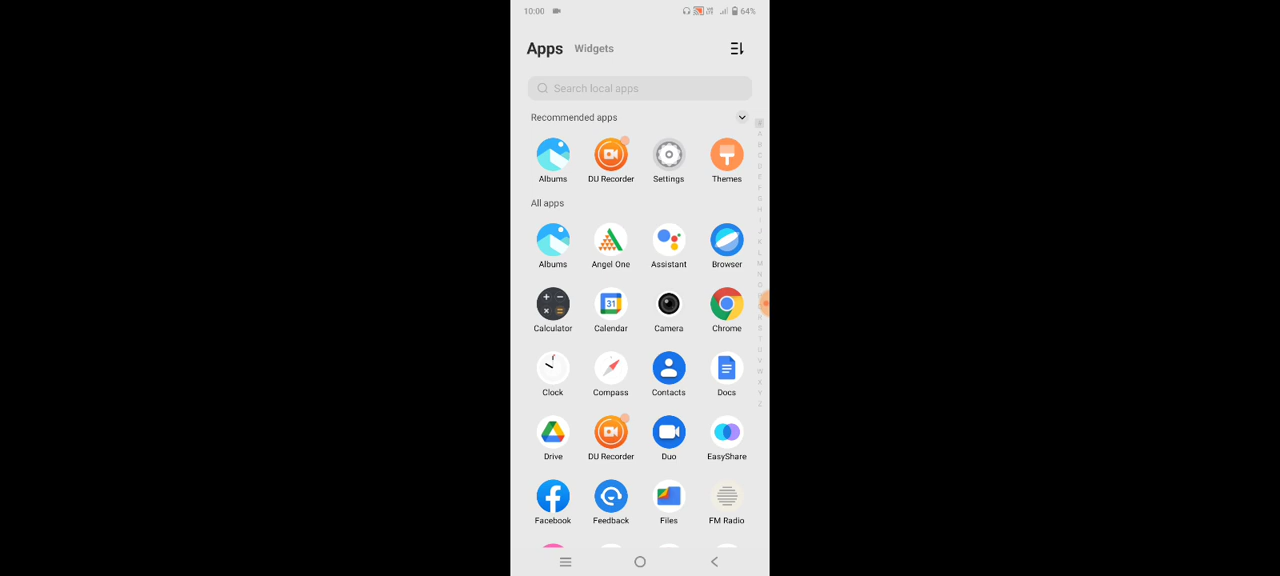 10:00 64%
Apps Widgets
Search local apps
Recommended apps
Albums DU Recorder Settings Themes
All apps
Albums Angel One Assistant Browser
31
Calculator Calendar Camera Chrome
Clock Compass Contacts Docs
Drive DU Recorder Duo EasyShare
Facebook Feedback Files FM Radio